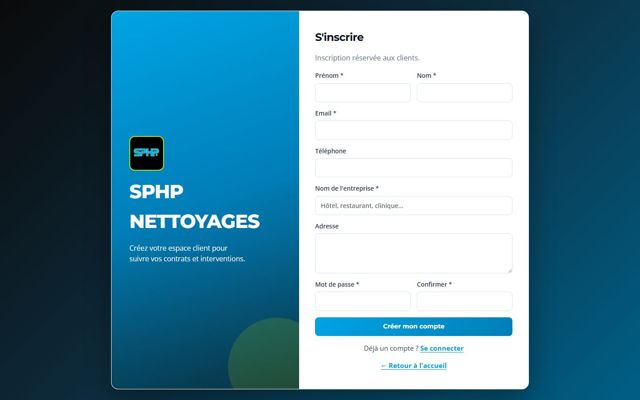 SPHP
SPHP
NETTOYAGES
Créez votre espace client pour
suivre vos contrats et interventions.
S'inscrire
Inscription réservée aux clients.
Prénom * Nom *
Email *
Téléphone
Nom de l'entreprise *
Hôtel, restaurant, clinique...
Adresse
Mot de passe * Confirmer *
Créer mon compte
Déjà un compte ? Se connecter
← Retour à l'accueil